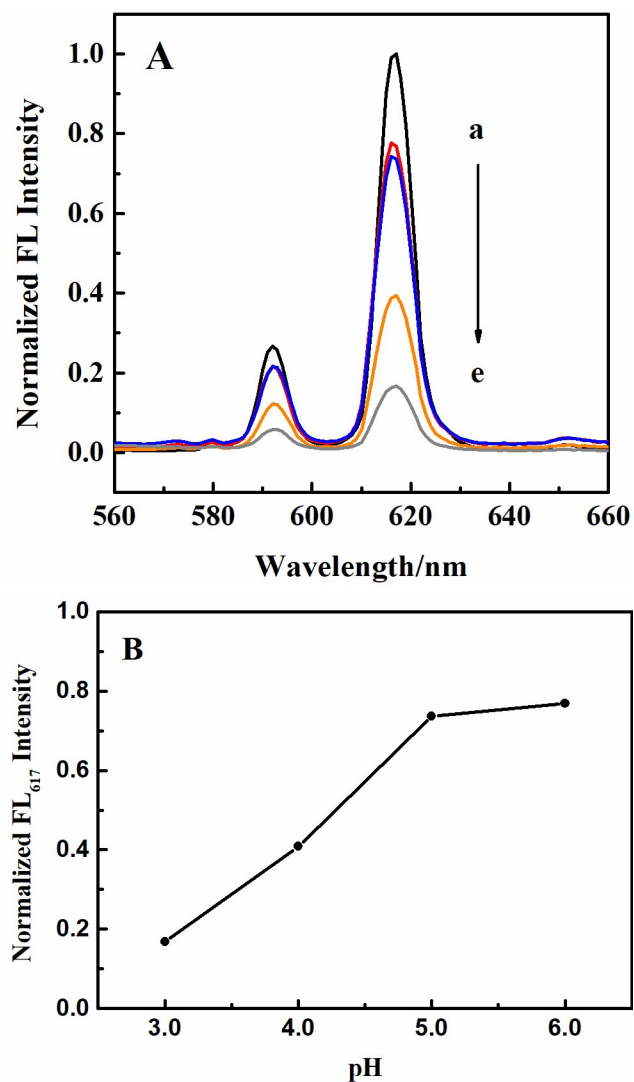 A
Normalized FL Intensity
1.0
0.8
0.6
0.4
0.2
0.0
a
e
560 580 600 620 640 660
Wavelength/nm
B
Normalized FL617 Intensity
1.0
0.8
0.6
0.4
0.2
0.0
3.0 4.0 5.0 6.0
pH